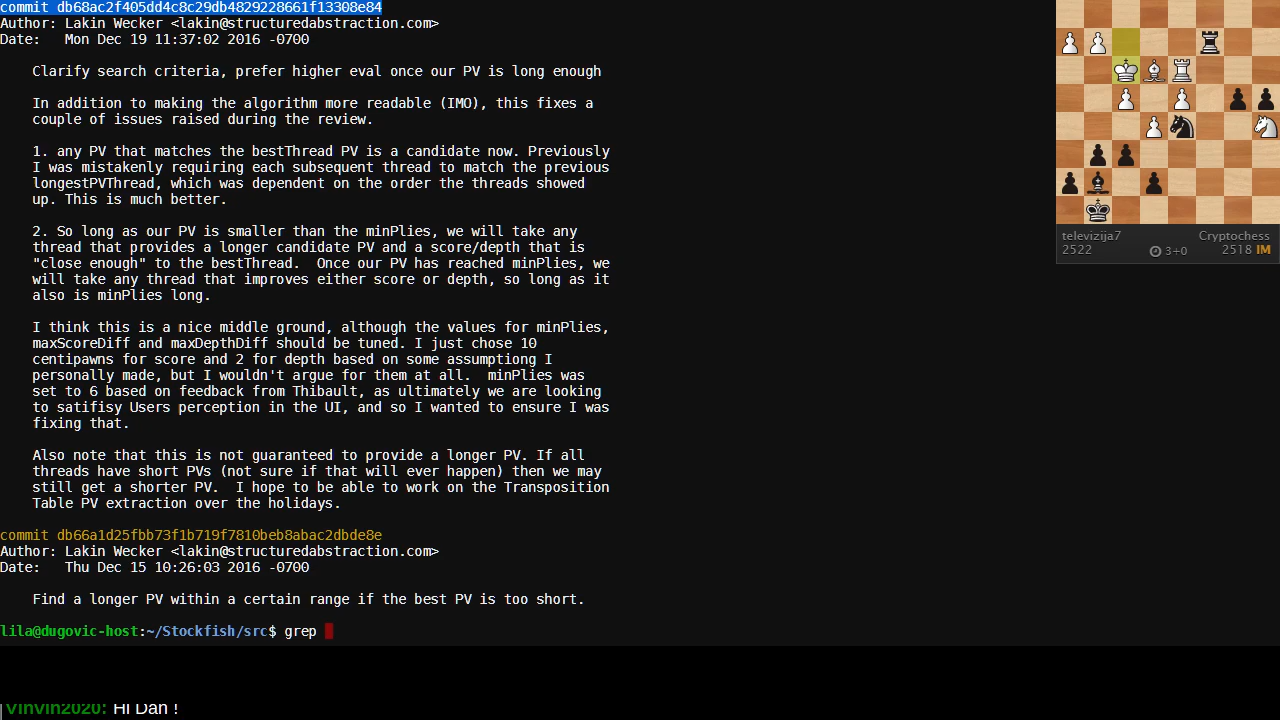 commit db68ac2f405dd4c8c29db4829228661f13308e84
Author: Lakin Wecker <lakin@structuredabstraction.com>
Date:   Mon Dec 19 11:37:02 2016 -0700
Clarify search criteria, prefer higher eval once our PV is long enough
In addition to making the algorithm more readable (IMO), this fixes a
couple of issues raised during the review.
1. any PV that matches the bestThread PV is a candidate now. Previously
I was mistakenly requiring each subsequent thread to match the previous
longestPVThread, which was dependent on the order the threads showed
up. This is much better.
2. So long as our PV is smaller than the minPlies, we will take any
thread that provides a longer candidate PV and a score/depth that is
"close enough" to the bestThread.  Once our PV has reached minPlies, we
will take any thread that improves either score or depth, so long as it
also is minPlies long.
I think this is a nice middle ground, although the values for minPlies,
maxScoreDiff and maxDepthDiff should be tuned. I just chose 10
centipawns for score and 2 for depth based on some assumptiong I
personally made, but I wouldn't argue for them at all.  minPlies was
set to 6 based on feedback from Thibault, as ultimately we are looking
to satifisy Users perception in the UI, and so I wanted to ensure I was
fixing that.
Also note that this is not guaranteed to provide a longer PV. If all
threads have short PVs (not sure if that will ever happen) then we may
still get a shorter PV.  I hope to be able to work on the Transposition
Table PV extraction over the holidays.
commit db66a1d25fbb73f1b719f7810beb8abac2dbde8e
Author: Lakin Wecker <lakin@structuredabstraction.com>
Date:   Thu Dec 15 10:26:03 2016 -0700
Find a longer PV within a certain range if the best PV is too short.
lila@dugovic-host:~/Stockfish/src$ grep
televizija7 Cryptochess
2522 3+0 2518 IM
Vinvin2020: Hi Dan !